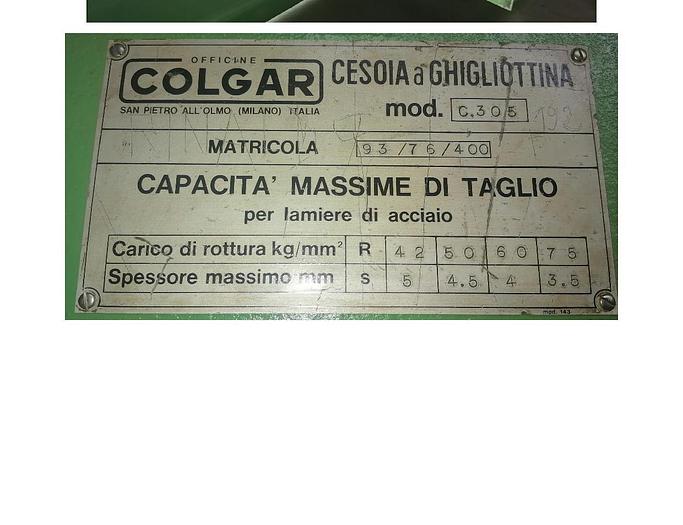 OFFICINE
COLGAR
SAN PIETRO ALL'OLMO (MILANO) ITALIA
CESOIA a GHIGLIOTTINA
mod. C.305
MATRICOLA 93/76/400
CAPACITA' MASSIME DI TAGLIO
per lamiere di acciaio
Carico di rottura kg/mm² R 42 50 60 75
Spessore massimo mm S 5 4,5 4 3,5
mod. 143